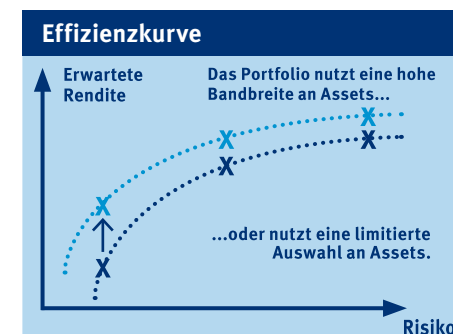 Effizienzkurve
Erwartete
Rendite
Das Portfolio nutzt eine hohe
Bandbreite an Assets...
X
X
X
X
X
X
...oder nutzt eine limitierte
Auswahl an Assets.
Risiko